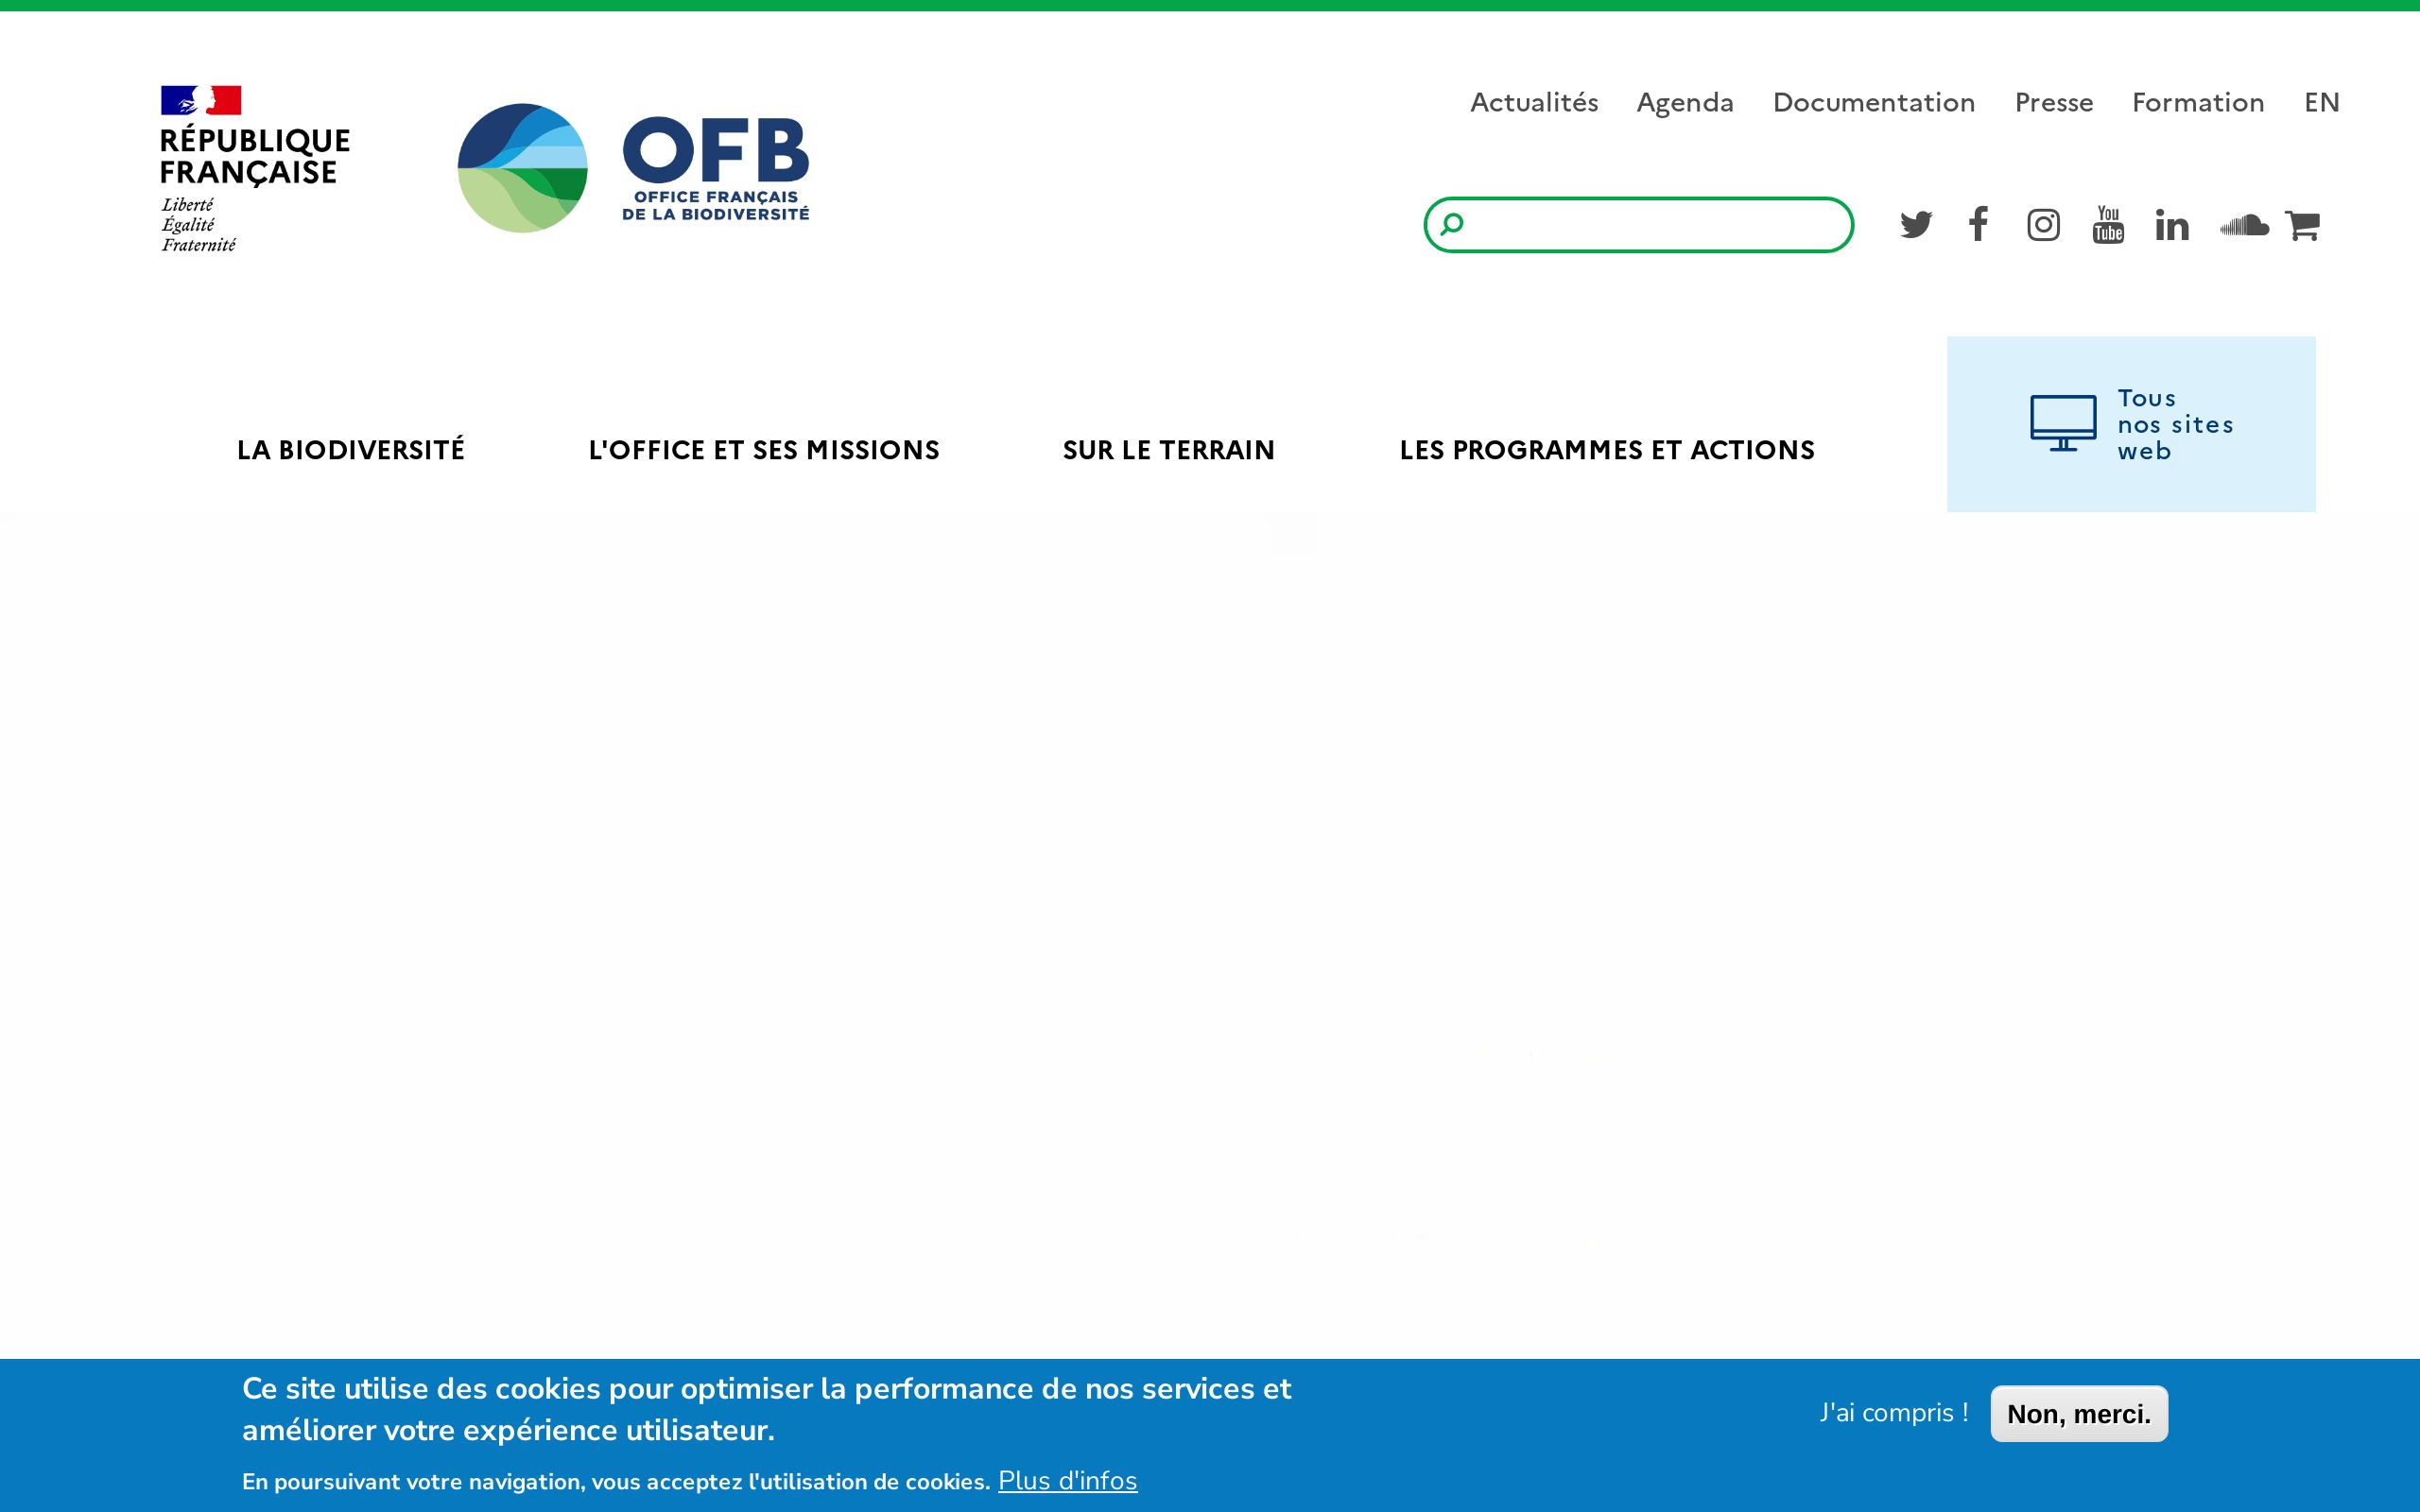 RÉPUBLIQUE
FRANÇAISE
Liberté
Égalité
Fraternité
OFB
OFFICE FRANÇAIS
DE LA BIODIVERSITÉ
Actualités Agenda Documentation Presse Formation EN
You
Tube
LA BIODIVERSITÉ L'OFFICE ET SES MISSIONS SUR LE TERRAIN LES PROGRAMMES ET ACTIONS
Tous
nos sites
web
Ce site utilise des cookies pour optimiser la performance de nos services et
améliorer votre expérience utilisateur.
En poursuivant votre navigation, vous acceptez l'utilisation de cookies. Plus d'infos
J'ai compris ! Non, merci.